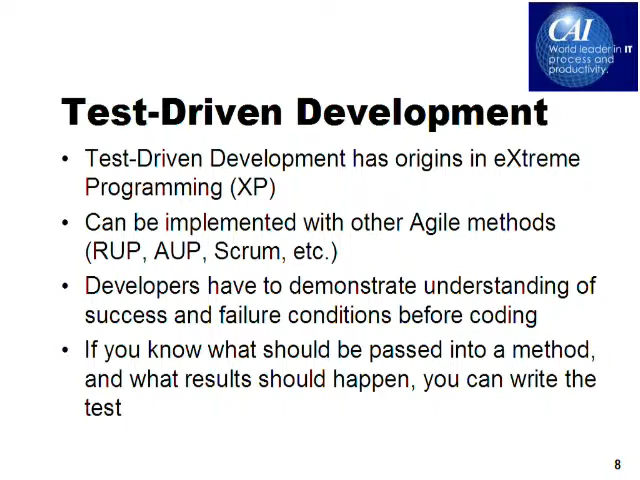 CAI
World leader in IT
process and
productivity.
Test-Driven Development
• Test-Driven Development has origins in eXtreme
Programming (XP)
• Can be implemented with other Agile methods
(RUP, AUP, Scrum, etc.)
• Developers have to demonstrate understanding of
success and failure conditions before coding
• If you know what should be passed into a method,
and what results should happen, you can write the
test
8